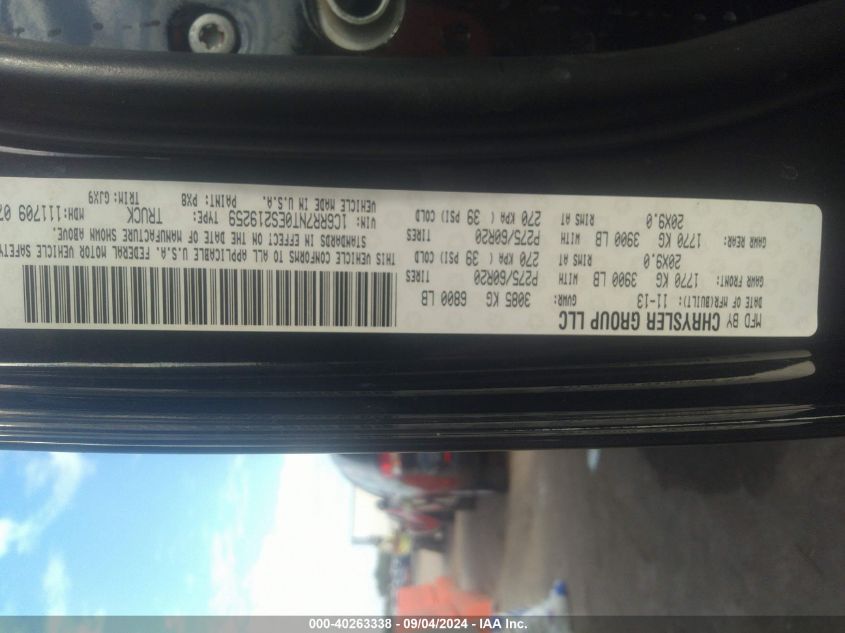 MFD BY CHRYSLER GROUP LLC
DATE OF MFR(BUILT): 11-13 GVWR: 3085 KG 6800 LB
GAWR FRONT: 1770 KG 3900 LB WITH P275/60R20 TIRES
20X9.0 RIMS AT 270 KPA ( 39 PSI) COLD
GAWR REAR: 1770 KG 3900 LB WITH P275/60R20 TIRES
20X9.0 RIMS AT 270 KPA ( 39 PSI) COLD
THIS VEHICLE CONFORMS TO ALL APPLICABLE U.S.A. FEDERAL MOTOR VEHICLE SAFETY
STANDARDS IN EFFECT ON THE DATE OF MANUFACTURE SHOWN ABOVE.
VIN: 1C6RR7NT0ES219259 TYPE: TRUCK MDH: 111709 07
VEHICLE MADE IN U.S.A. PAINT: PX8 TRIM: GJX9
000-40263338 - 09/04/2024 - IAA Inc.